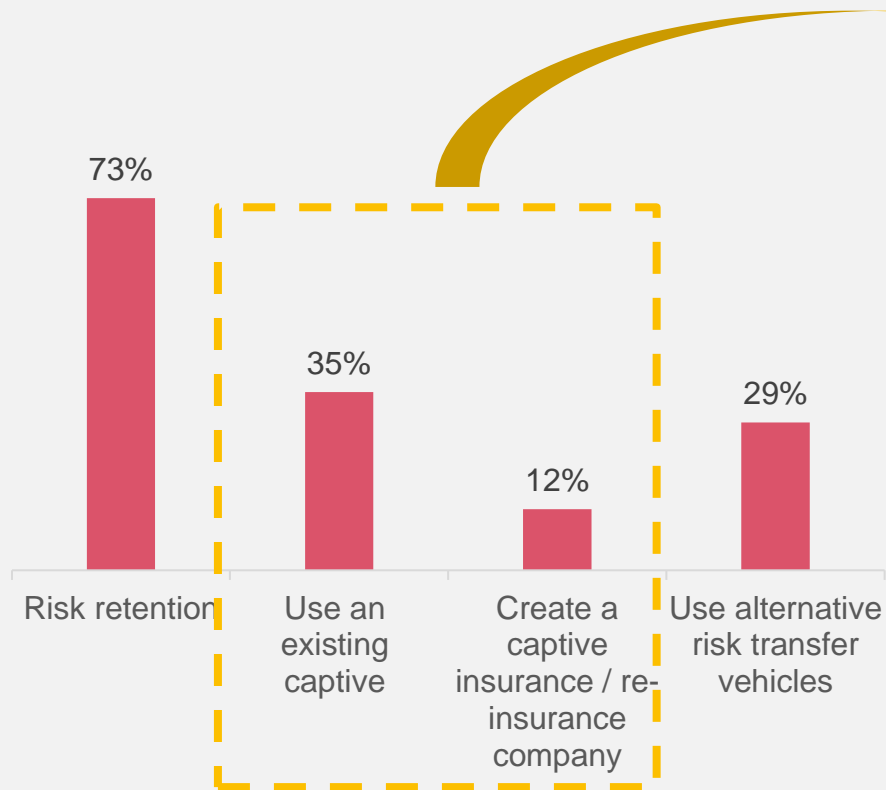 73%
35%
12%
29%
Risk retention
Use an
existing
captive
Create a
captive
insurance / re-
insurance
company
Use alternative
risk transfer
vehicles